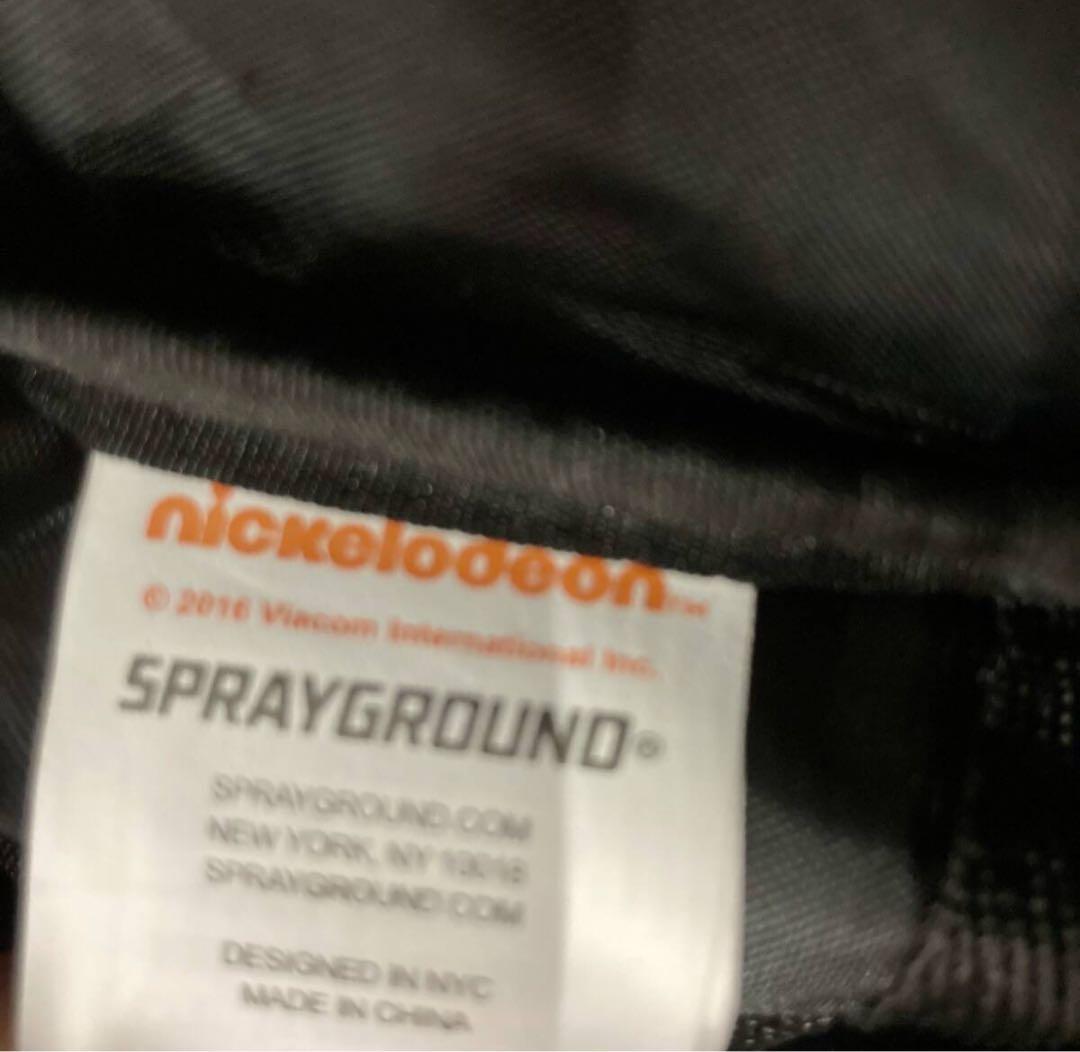 nickelodeon™
© 2016 Viacom International Inc.
SPRAYGROUND®
SPRAYGROUND.COM
NEW YORK, NY 10018
SPRAYGROUND.COM
DESIGNED IN NYC
MADE IN CHINA